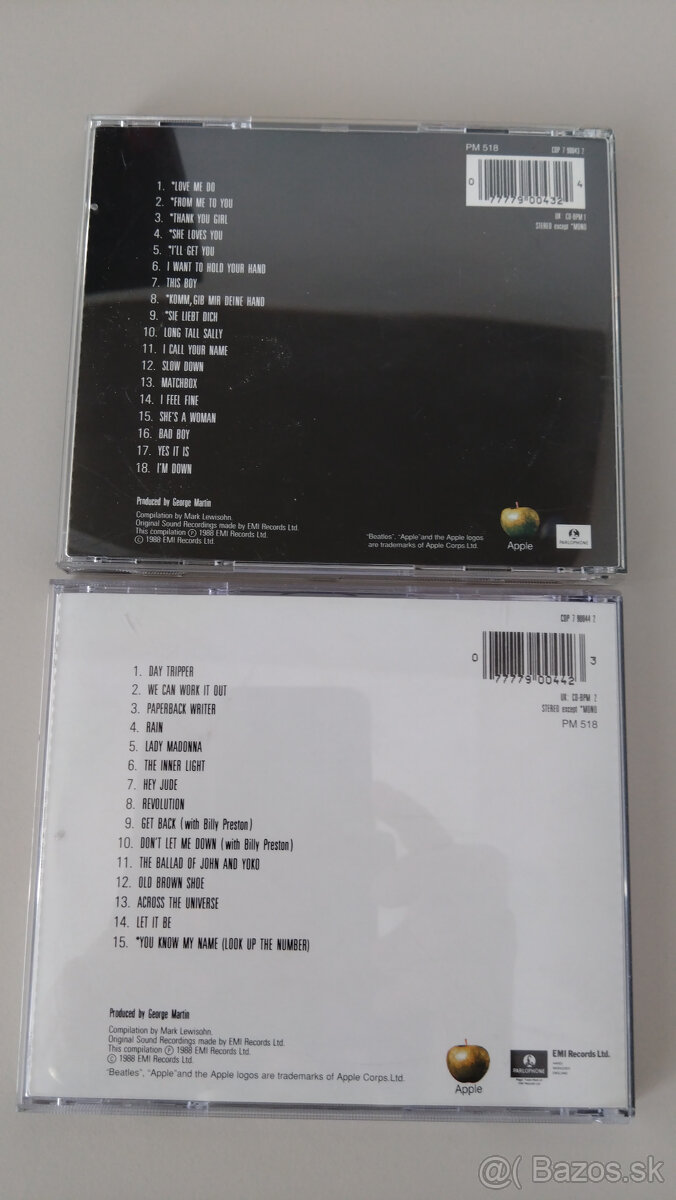 PM 518
CDP 7 90043 2
0 77779 00432 4
UK: CD-BPM 1
STEREO except *MONO
1. *LOVE ME DO
2. *FROM ME TO YOU
3. *THANK YOU GIRL
4. *SHE LOVES YOU
5. *I'LL GET YOU
6. I WANT TO HOLD YOUR HAND
7. THIS BOY
8. *KOMM, GIB MIR DEINE HAND
9. *SIE LIEBT DICH
10. LONG TALL SALLY
11. I CALL YOUR NAME
12. SLOW DOWN
13. MATCHBOX
14. I FEEL FINE
15. SHE'S A WOMAN
16. BAD BOY
17. YES IT IS
18. I'M DOWN
Produced by George Martin
Compilation by Mark Lewisohn.
Original Sound Recordings made by EMI Records Ltd.
This compilation ℗ 1988 EMI Records Ltd.
© 1988 EMI Records Ltd.
"Beatles", "Apple" and the Apple logos
are trademarks of Apple Corps Ltd.
Apple
PARLOPHONE
CDP 7 90044 2
0 77779 00442 3
UK: CD-BPM 2
STEREO except *MONO
PM 518
1. DAY TRIPPER
2. WE CAN WORK IT OUT
3. PAPERBACK WRITER
4. RAIN
5. LADY MADONNA
6. THE INNER LIGHT
7. HEY JUDE
8. REVOLUTION
9. GET BACK (with Billy Preston)
10. DON'T LET ME DOWN (with Billy Preston)
11. THE BALLAD OF JOHN AND YOKO
12. OLD BROWN SHOE
13. ACROSS THE UNIVERSE
14. LET IT BE
15. *YOU KNOW MY NAME (LOOK UP THE NUMBER)
Produced by George Martin
Compilation by Mark Lewisohn.
Original Sound Recordings made by EMI Records Ltd.
This compilation ℗ 1988 EMI Records Ltd.
© 1988 EMI Records Ltd.
"Beatles", "Apple" and the Apple logos are trademarks of Apple Corps. Ltd.
Apple
PARLOPHONE
EMI Records Ltd.
@( Bazos.sk